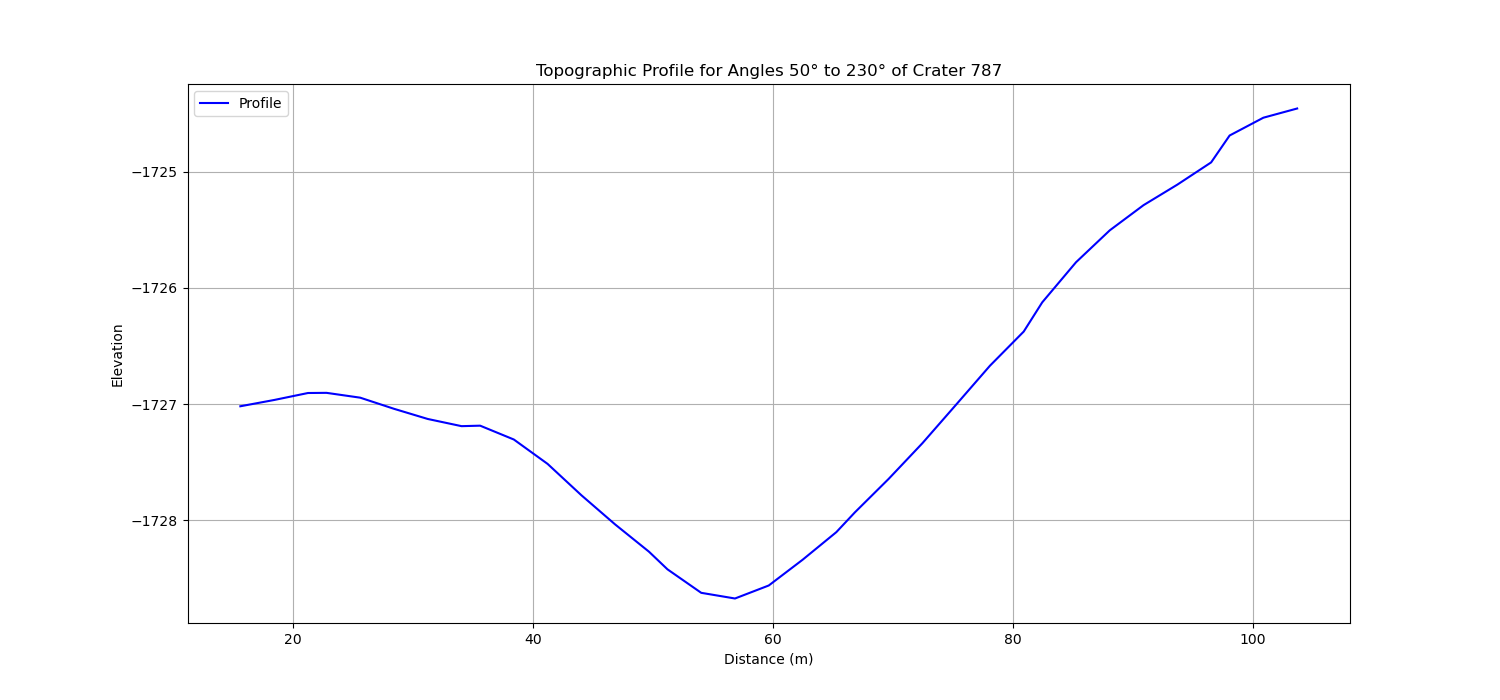 Topographic Profile for Angles 50° to 230° of Crater 787
Profile
−1725
−1726
−1727
−1728
Elevation
20 40 60 80 100
Distance (m)